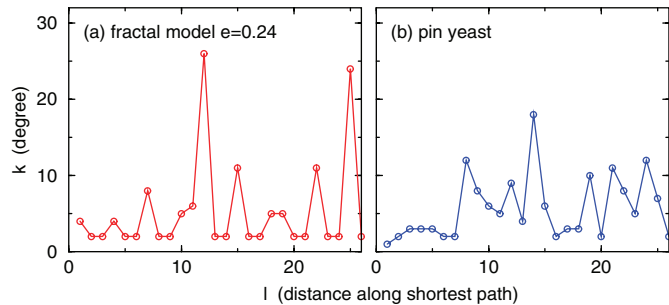 30
20
10
0
k (degree)
(a) fractal model e=0.24
(b) pin yeast
0 10 20 0 10 20
l (distance along shortest path)